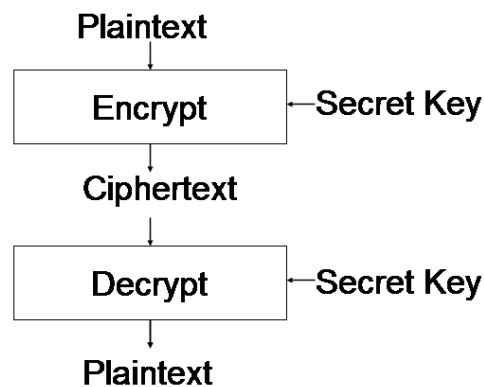 Plaintext
Encrypt
Secret Key
Ciphertext
Decrypt
Secret Key
Plaintext